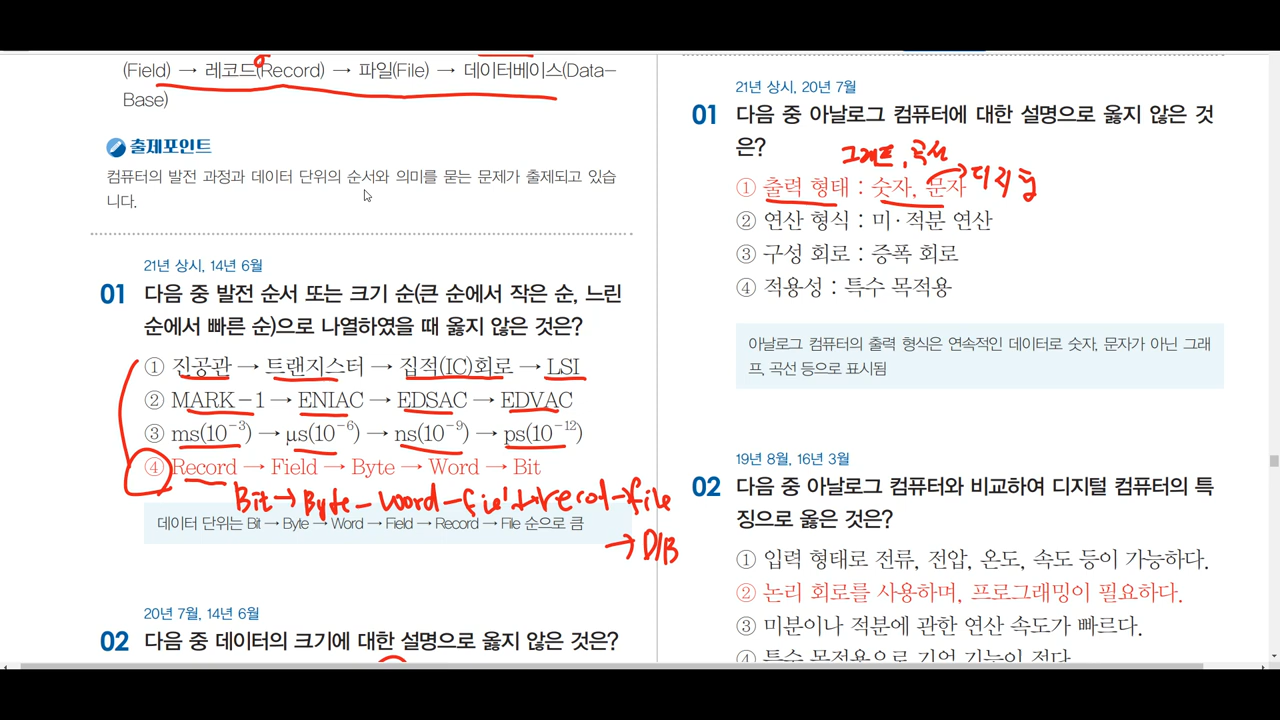 (Field) → 레코드(Record) → 파일(File) → 데이터베이스(Data-
Base)
출제포인트
컴퓨터의 발전 과정과 데이터 단위의 순서와 의미를 묻는 문제가 출제되고 있습
니다.
21년 상시, 14년 6월
01 다음 중 발전 순서 또는 크기 순(큰 순에서 작은 순, 느린
순에서 빠른 순)으로 나열하였을 때 옳지 않은 것은?
① 진공관 → 트랜지스터 → 집적(IC)회로 → LSI
② MARK-1 → ENIAC → EDSAC → EDVAC
③ ms(10⁻³) → μs(10⁻⁶) → ns(10⁻⁹) → ps(10⁻¹²)
④ Record → Field → Byte → Word → Bit
Bit → Byte - Word - fie
→ file
데이터 단위는 Bit → Byte → Word → Field → Record → File 순으로 큼
→ D/B
20년 7월, 14년 6월
02 다음 중 데이터의 크기에 대한 설명으로 옳지 않은 것은?
21년 상시, 20년 7월
01 다음 중 아날로그 컴퓨터에 대한 설명으로 옳지 않은 것
은?
그래프, 곡선
① 출력 형태 : 숫자, 문자 → 디지털
② 연산 형식 : 미·적분 연산
③ 구성 회로 : 증폭 회로
④ 적용성 : 특수 목적용
아날로그 컴퓨터의 출력 형식은 연속적인 데이터로 숫자, 문자가 아닌 그래
프, 곡선 등으로 표시됨
19년 8월, 16년 3월
02 다음 중 아날로그 컴퓨터와 비교하여 디지털 컴퓨터의 특
징으로 옳은 것은?
① 입력 형태로 전류, 전압, 온도, 속도 등이 가능하다.
② 논리 회로를 사용하며, 프로그래밍이 필요하다.
③ 미분이나 적분에 관한 연산 속도가 빠르다.
④ 특수 목적용으로 기억 기능이 적다.